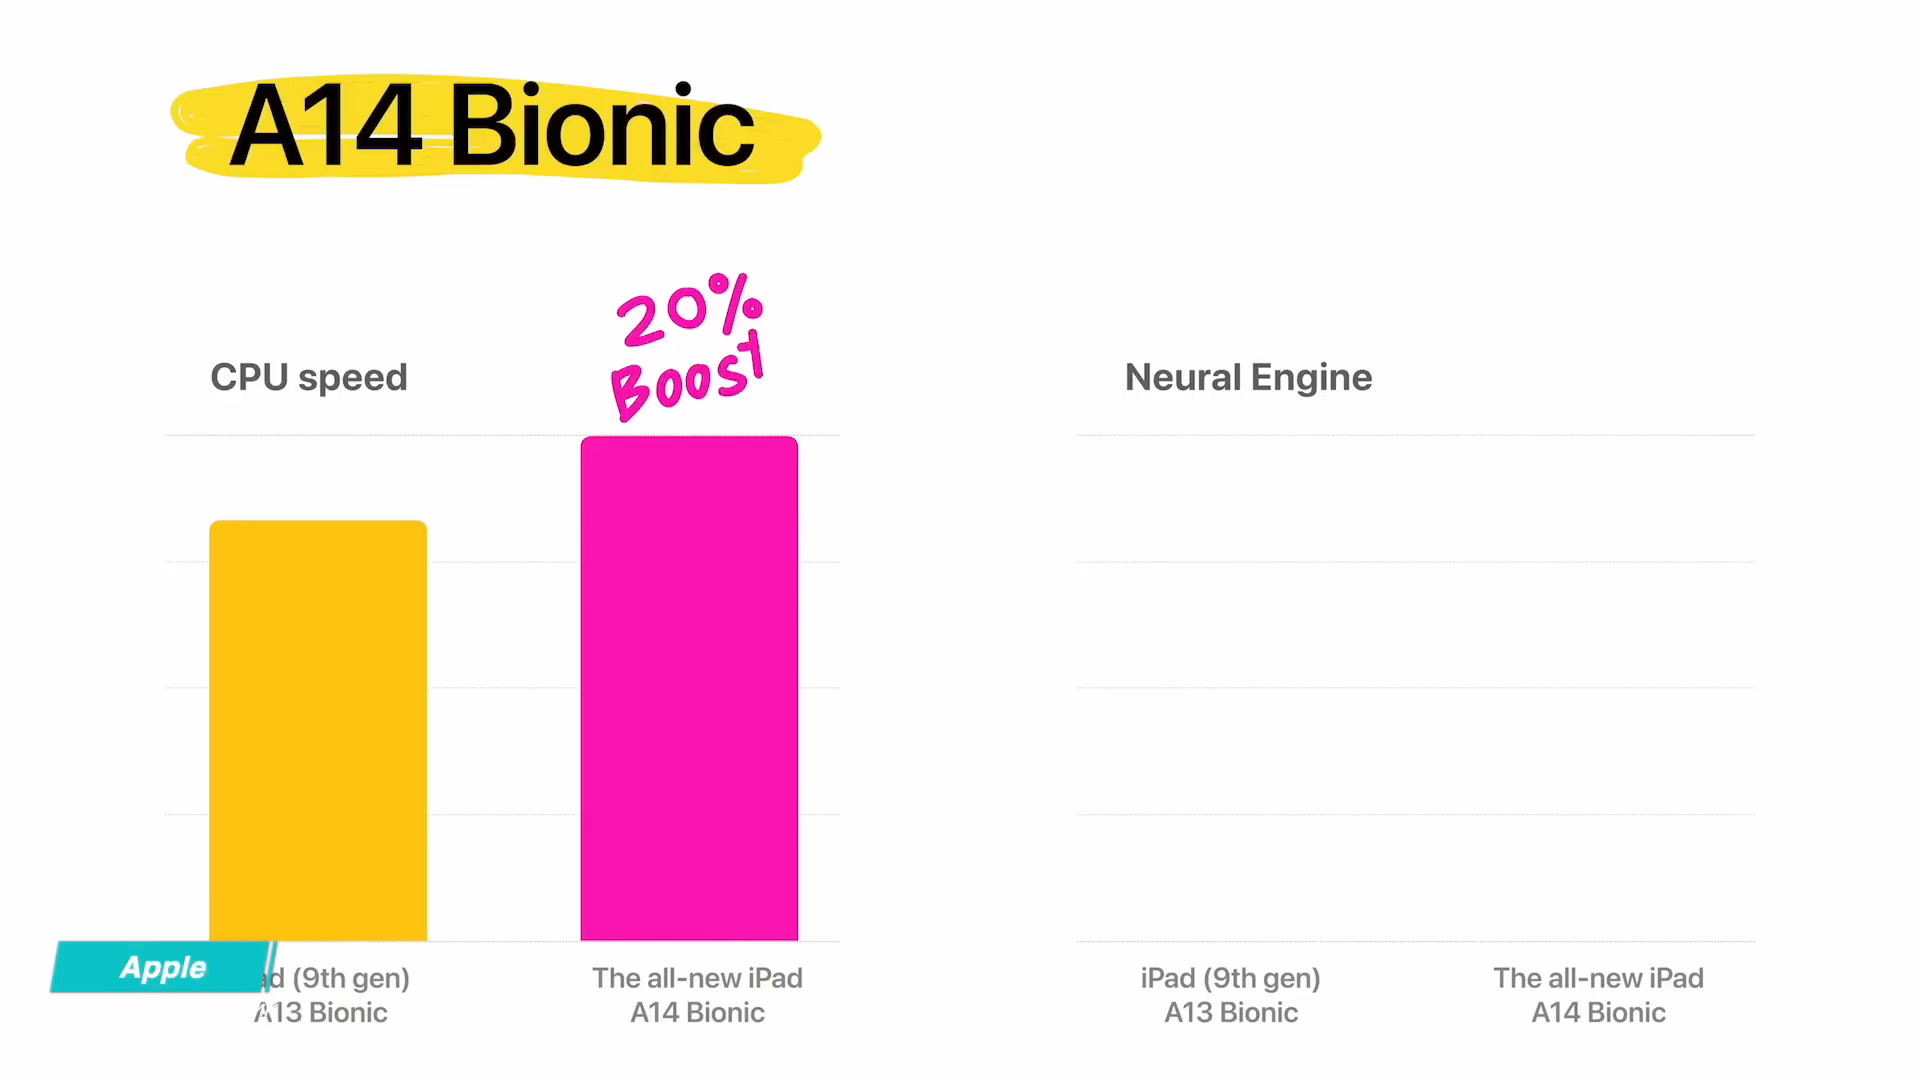 A14 Bionic
20%
BOOST
CPU speed
Neural Engine
Apple
ad (9th gen)
A13 Bionic
The all-new iPad
A14 Bionic
iPad (9th gen)
A13 Bionic
The all-new iPad
A14 Bionic